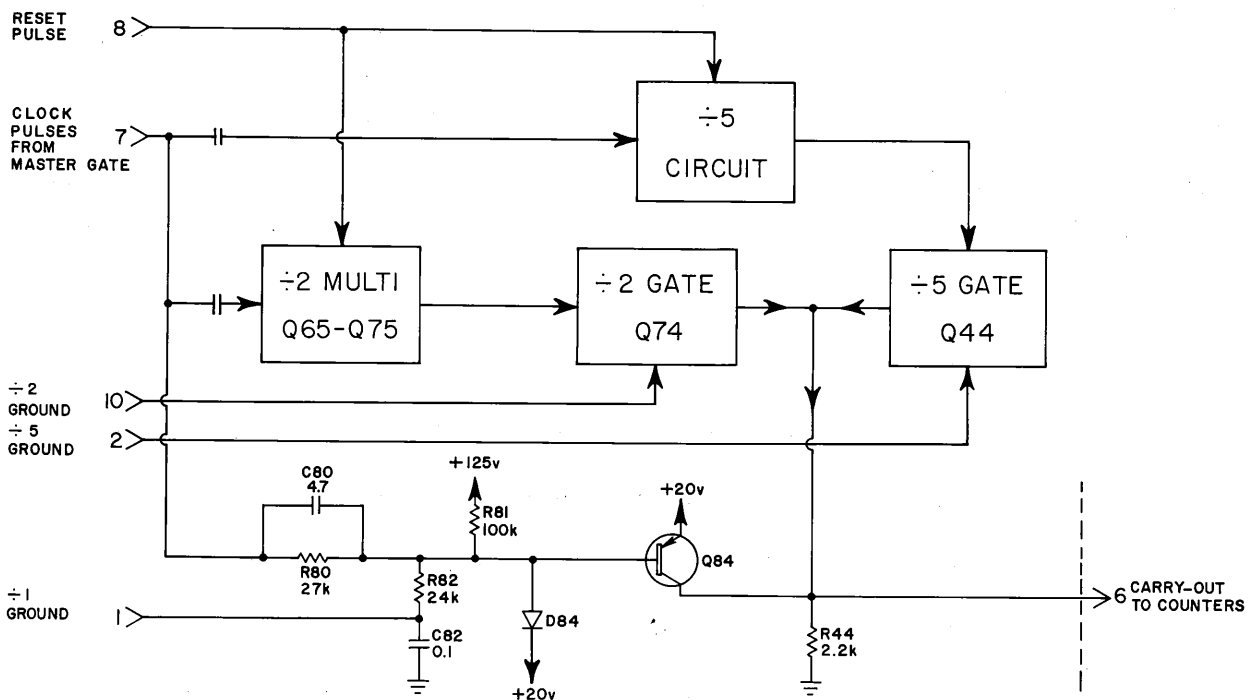 RESET
PULSE
8
CLOCK
PULSES
FROM
MASTER GATE
7
÷5
CIRCUIT
÷2 MULTI
Q65-Q75
÷2 GATE
Q74
÷5 GATE
Q44
÷2
GROUND
10
÷5
GROUND
2
C80
4.7
R80
27k
+125v
R81
100k
+20v
Q84
R82
24k
÷1
GROUND
1
C82
0.1
D84
+20v
R44
2.2k
6
CARRY-OUT
TO COUNTERS